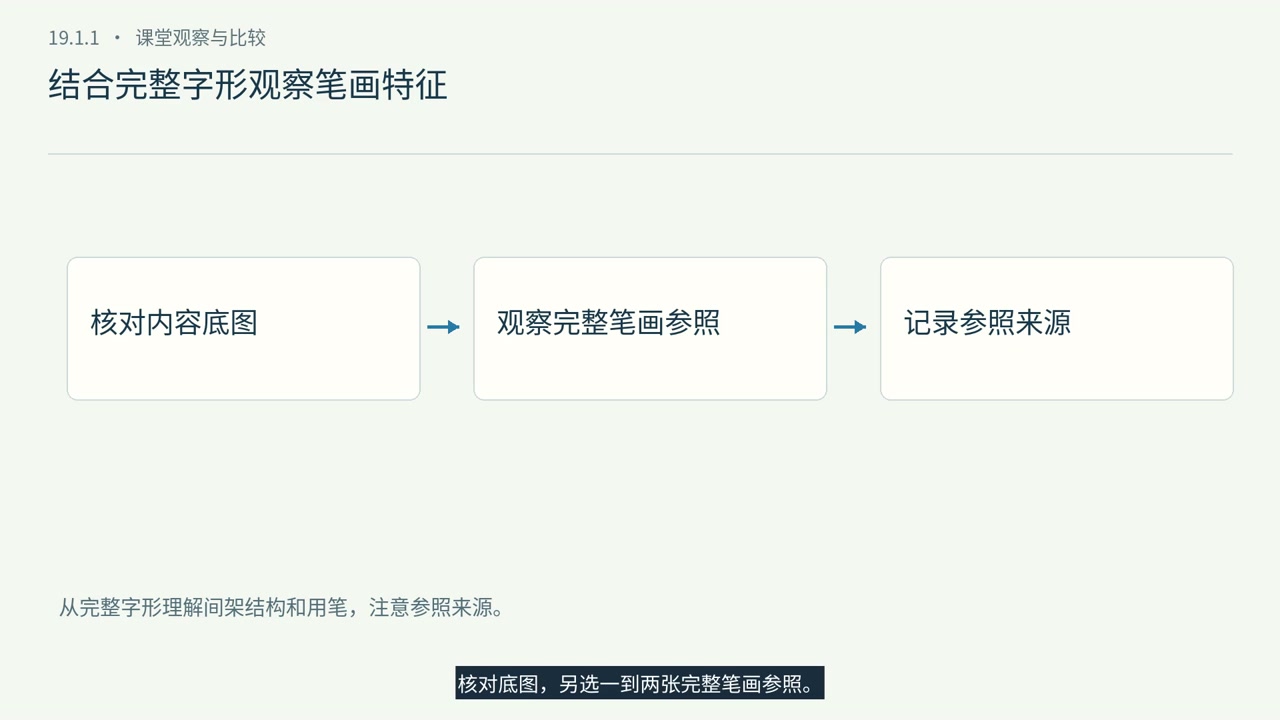 19.1.1 • 课堂观察与比较
结合完整字形观察笔画特征
核对内容底图
观察完整笔画参照
记录参照来源
从完整字形理解间架结构和用笔，注意参照来源。
核对底图，另选一到两张完整笔画参照。